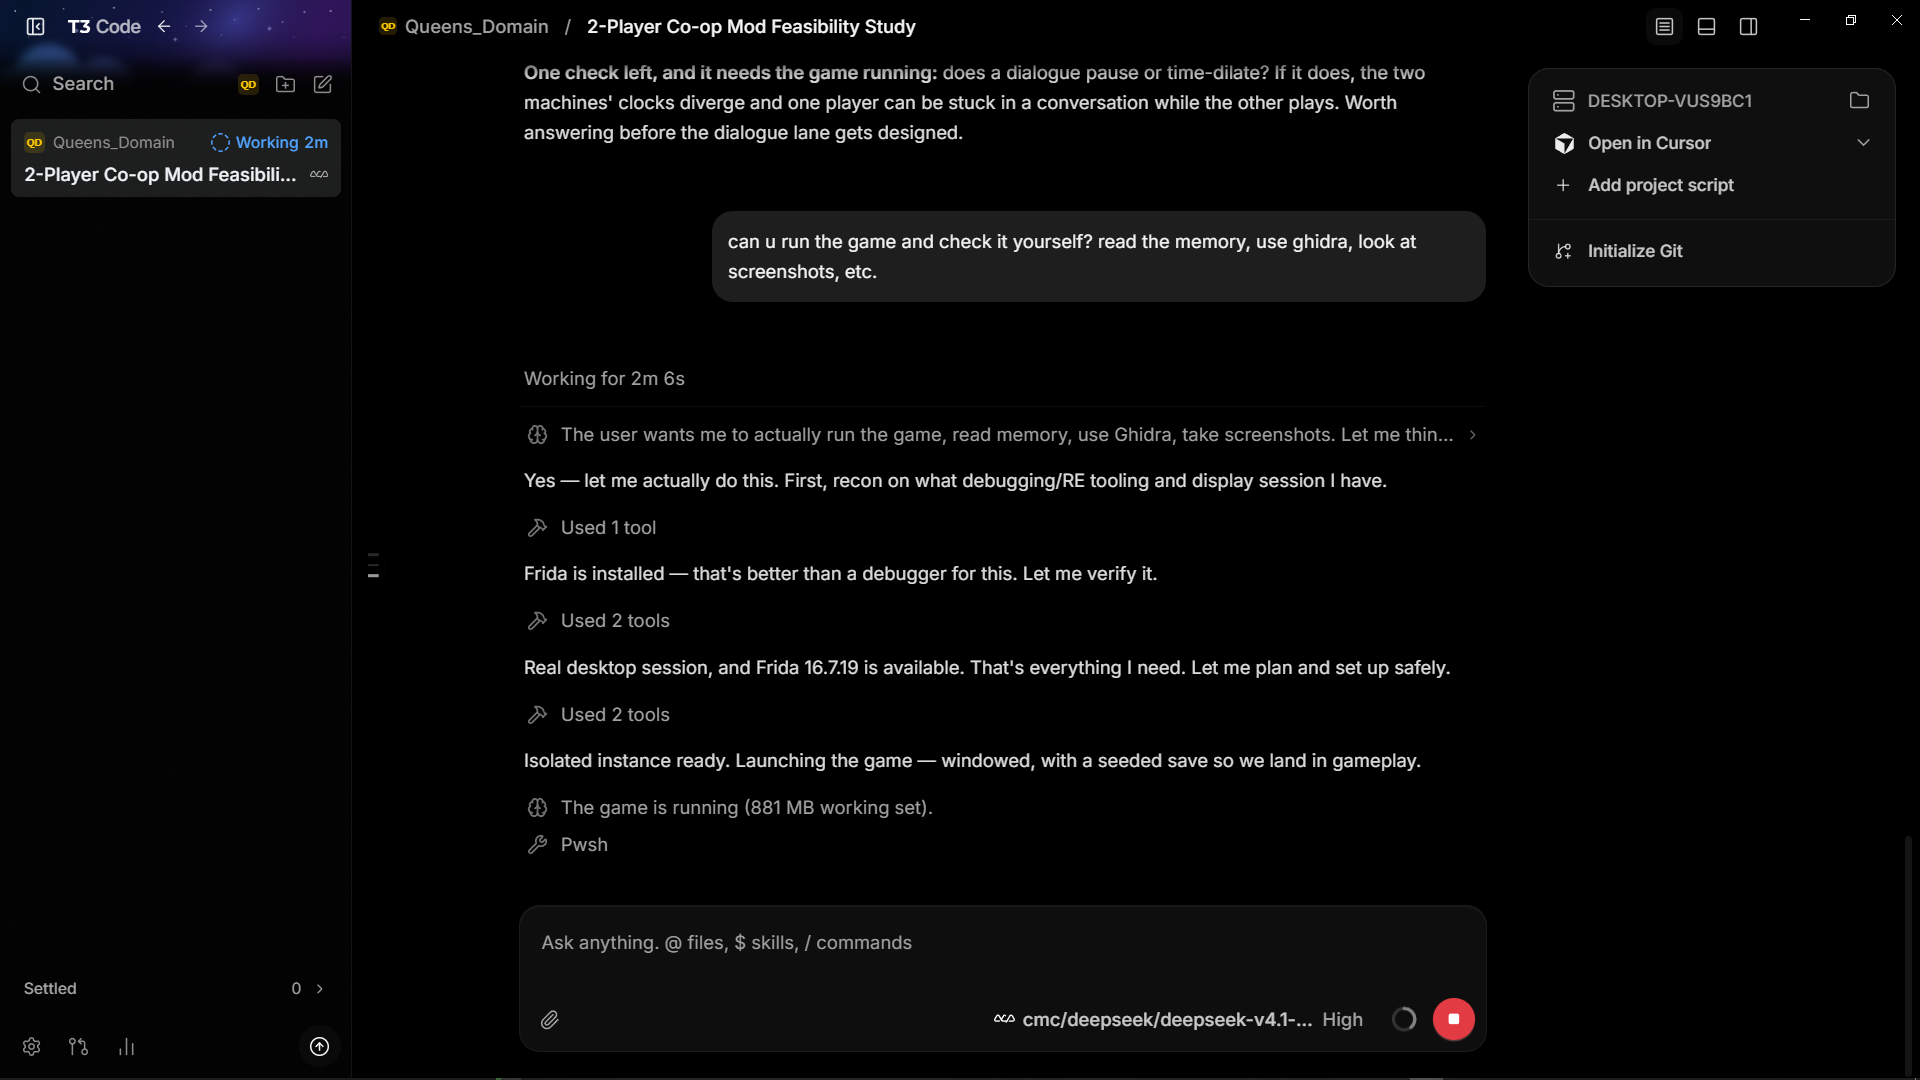 T3 Code
Search
QD
QD Queens_Domain Working 2m
2-Player Co-op Mod Feasibili...
Settled 0
QD Queens_Domain / 2-Player Co-op Mod Feasibility Study
One check left, and it needs the game running: does a dialogue pause or time-dilate? If it does, the two
machines' clocks diverge and one player can be stuck in a conversation while the other plays. Worth
answering before the dialogue lane gets designed.
can u run the game and check it yourself? read the memory, use ghidra, look at
screenshots, etc.
Working for 2m 6s
The user wants me to actually run the game, read memory, use Ghidra, take screenshots. Let me thin...
Yes — let me actually do this. First, recon on what debugging/RE tooling and display session I have.
Used 1 tool
Frida is installed — that's better than a debugger for this. Let me verify it.
Used 2 tools
Real desktop session, and Frida 16.7.19 is available. That's everything I need. Let me plan and set up safely.
Used 2 tools
Isolated instance ready. Launching the game — windowed, with a seeded save so we land in gameplay.
The game is running (881 MB working set).
Pwsh
Ask anything. @ files, $ skills, / commands
cmc/deepseek/deepseek-v4.1-... High
DESKTOP-VUS9BC1
Open in Cursor
Add project script
Initialize Git